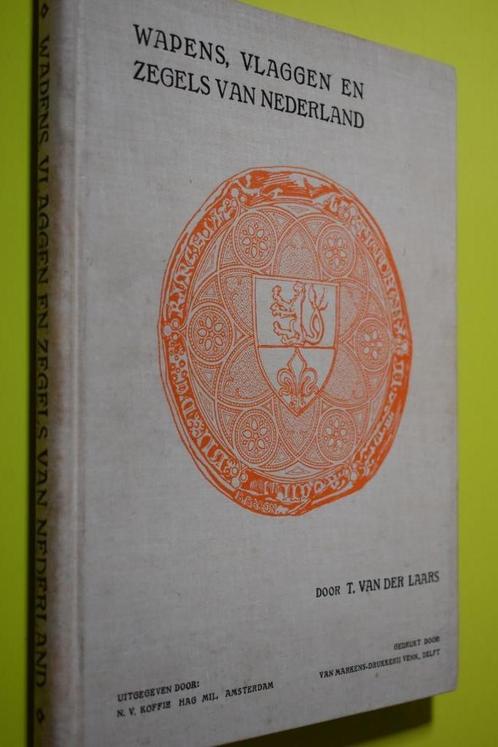 WAPENS, VLAGGEN EN
ZEGELS VAN NEDERLAND
DOOR T. VAN DER LAARS
UITGEGEVEN DOOR:
N. V. KOFFIE HAG MIJ., AMSTERDAM
GEDRUKT DOOR
VAN MARKENS-DRUKKERIJ VENN., DELFT
WAPENS VLAGGEN EN ZEGELS VAN NEDERLAND